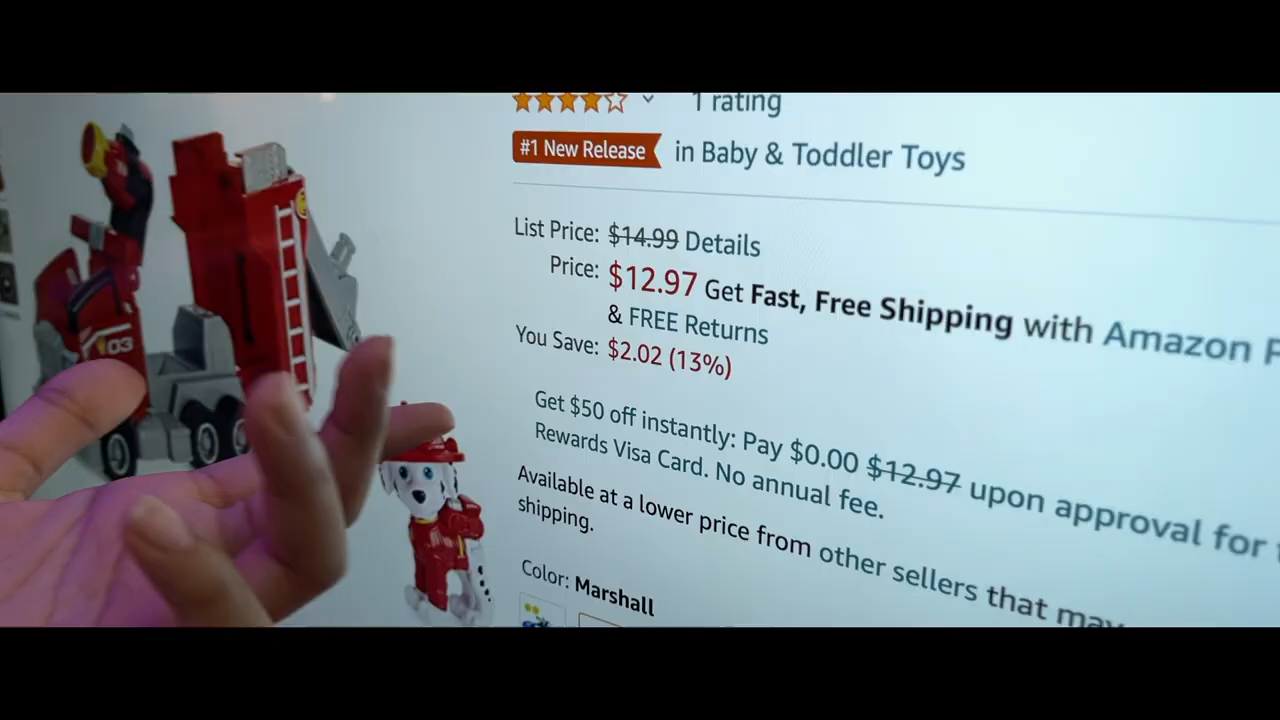 1 rating
#1 New Release in Baby & Toddler Toys
List Price: $14.99 Details
Price: $12.97 Get Fast, Free Shipping with Amazon
& FREE Returns
You Save: $2.02 (13%)
Get $50 off instantly: Pay $0.00 $12.97 upon approval for
Rewards Visa Card. No annual fee.
Available at a lower price from other sellers that may
shipping.
Color: Marshall
03